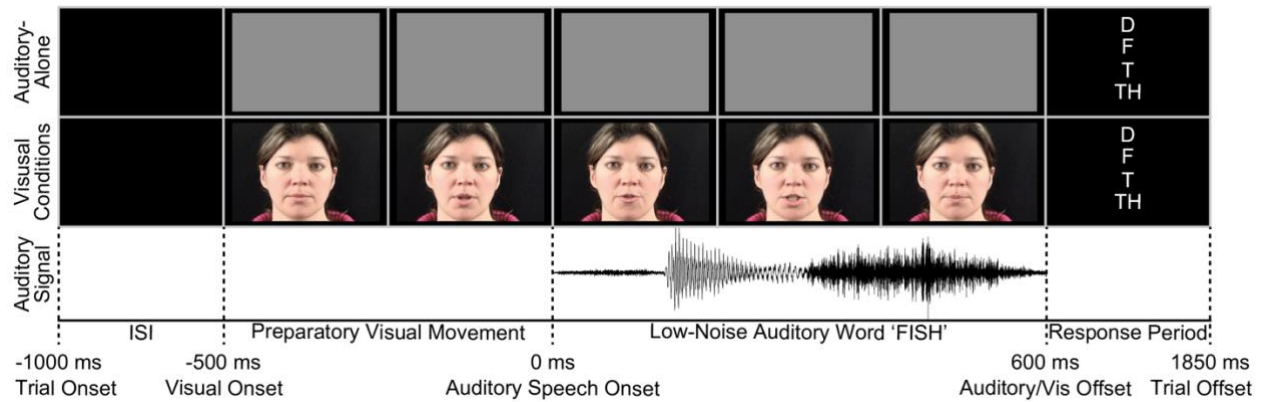 Auditory-
Alone
D
F
T
TH
Visusal
Conditions
D
F
T
TH
Auditory
Signal
ISI
Preparatory Visual Movement
Low-Noise Auditory Word ‘FISH’
Response Period
-1000 ms
-500 ms
0 ms
600 ms
1850 ms
Trial Onset
Visual Onset
Auditory Speech Onset
Auditory/Vis Offset
Trial Offset